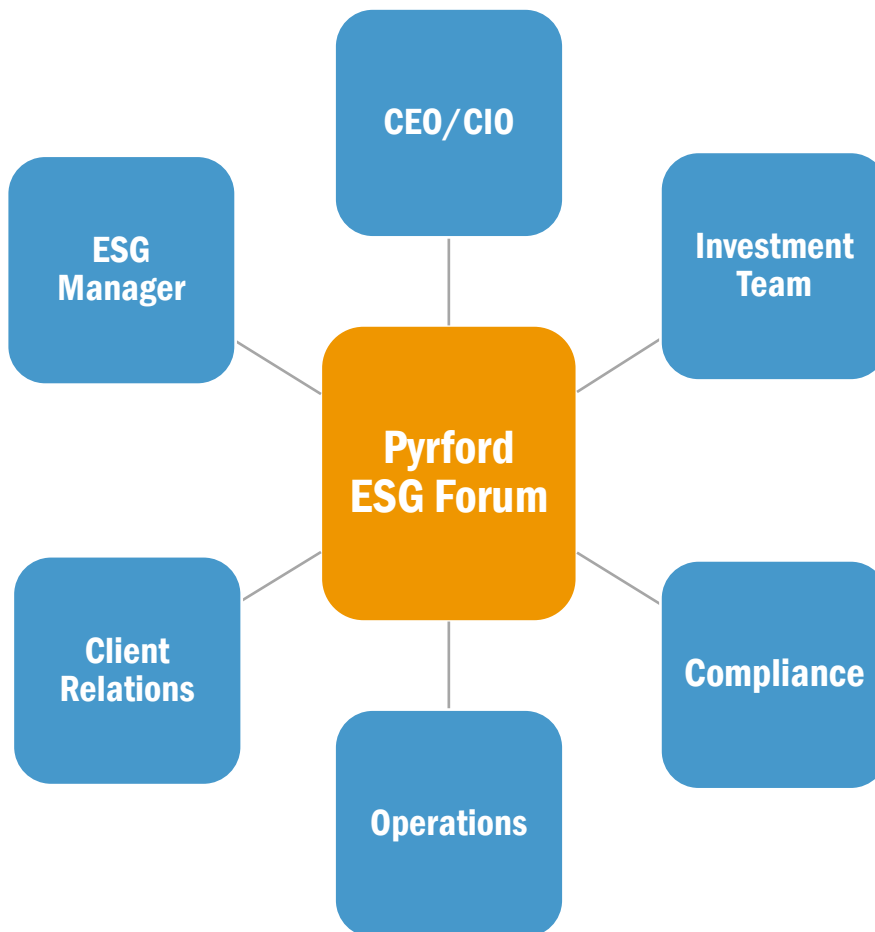 CEO/CIO
ESG
Manager
Investment
Team
Pyrford
ESG Forum
Client
Relations
Compliance
Operations